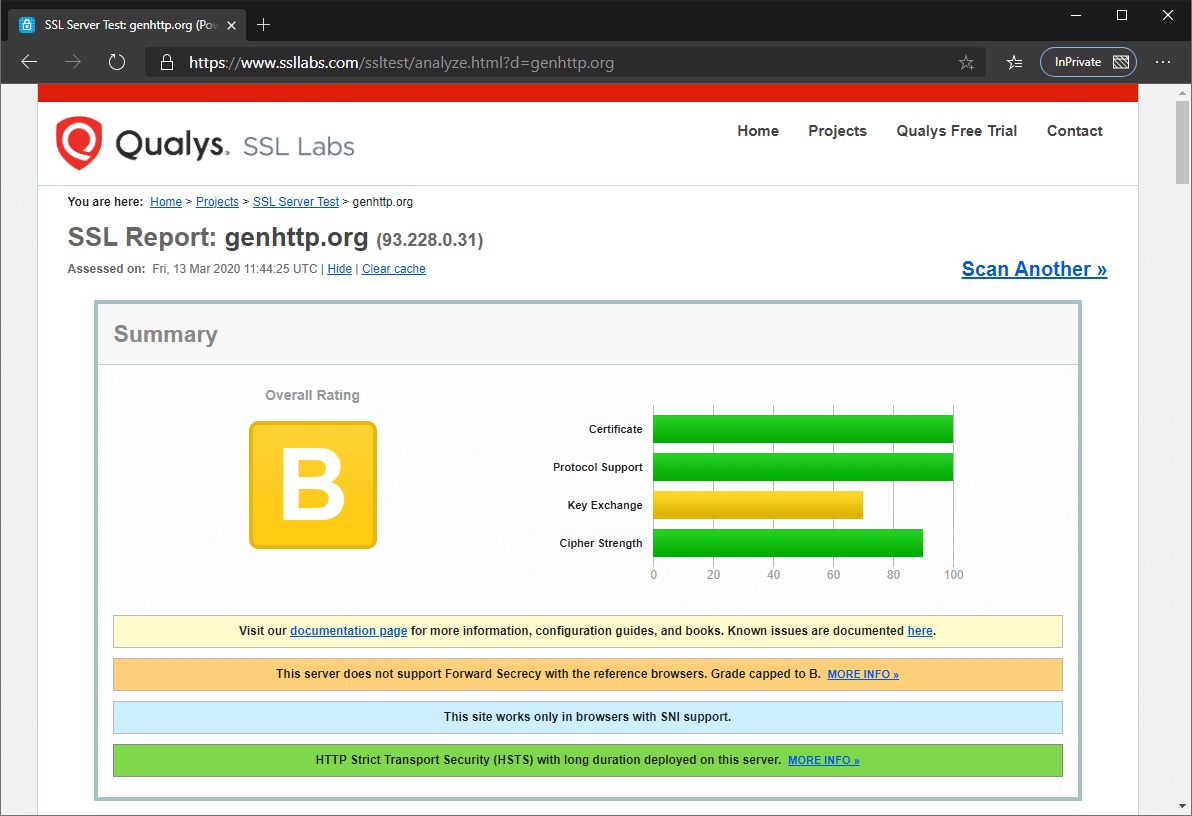 SSL Server Test: genhttp.org (Pow
https://www.ssllabs.com/ssltest/analyze.html?d=genhttp.org
InPrivate
Qualys. SSL Labs
Home Projects Qualys Free Trial Contact
You are here: Home > Projects > SSL Server Test > genhttp.org
SSL Report: genhttp.org (93.228.0.31)
Assessed on: Fri, 13 Mar 2020 11:44:25 UTC | Hide | Clear cache
Scan Another »
Summary
Overall Rating
B
Certificate
Protocol Support
Key Exchange
Cipher Strength
0 20 40 60 80 100
Visit our documentation page for more information, configuration guides, and books. Known issues are documented here.
This server does not support Forward Secrecy with the reference browsers. Grade capped to B. MORE INFO »
This site works only in browsers with SNI support.
HTTP Strict Transport Security (HSTS) with long duration deployed on this server. MORE INFO »